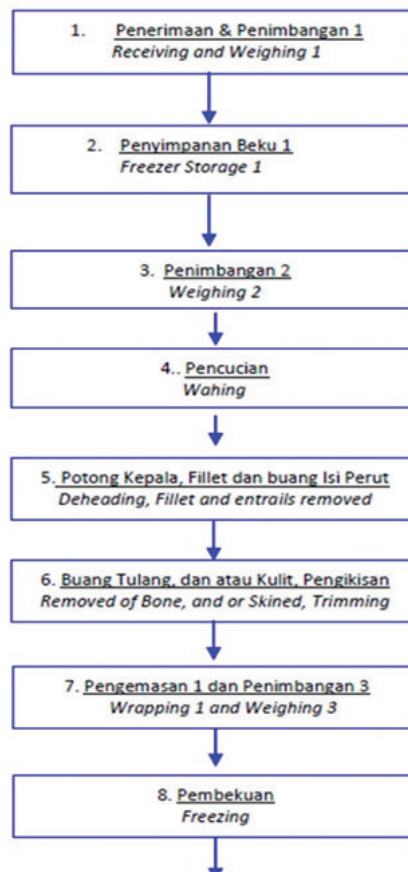 1. Penerimaan & Penimbangan 1
Receiving and Weighing 1
2. Penyimpanan Beku 1
Freezer Storage 1
3. Penimbangan 2
Weighing 2
4.. Pencucian
Wahing
5. Potong Kepala, Fillet dan buang Isi Perut
Deheading, Fillet and entrails removed
6. Buang Tulang, dan atau Kulit, Pengikisan
Removed of Bone, and or Skined, Trimming
7. Pengemasan 1 dan Penimbangan 3
Wrapping 1 and Weighing 3
8. Pembekuan
Freezing